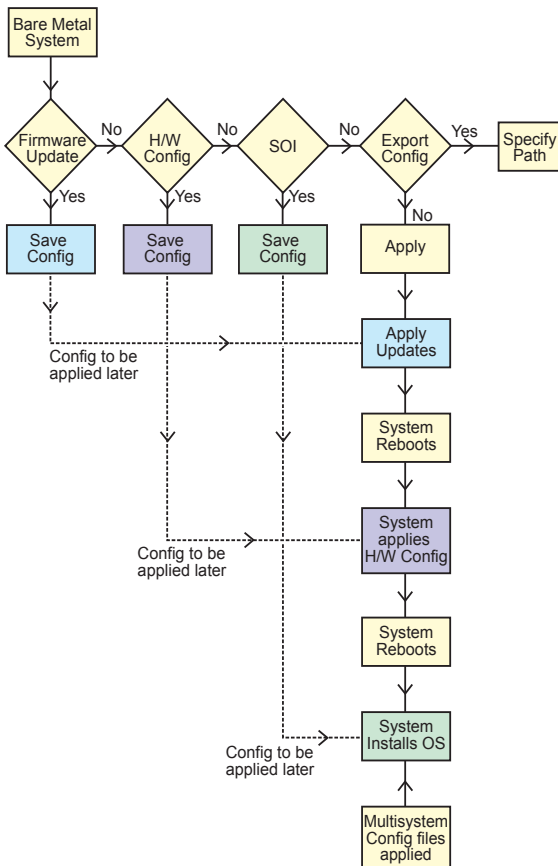 Bare Metal
System
Firmware
Update
No
H/W
Config
No
SOI
No
Export
Config
Yes
Specify
Path
Yes
Yes
Yes
No
Save
Config
Save
Config
Save
Config
Apply
Config to be
applied later
Apply
Updates
System
Reboots
Config to be
applied later
System
applies
H/W Config
System
Reboots
Config to be
applied later
System
Installs OS
Multisystem
Config files
applied